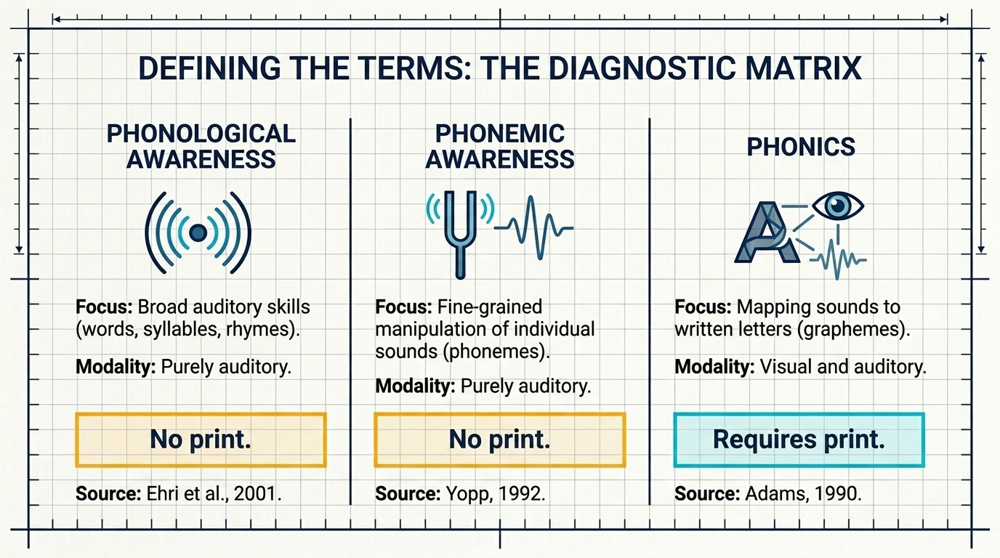 DEFINING THE TERMS: THE DIAGNOSTIC MATRIX
PHONOLOGICAL
AWARENESS
Focus: Broad auditory skills
(words, syllables, rhymes).
Modality: Purely auditory.
No print.
Source: Ehri et al., 2001.
PHONEMIC
AWARENESS
Focus: Fine-grained
manipulation of individual
sounds (phonemes).
Modality: Purely auditory.
No print.
Source: Yopp, 1992.
PHONICS
A
Focus: Mapping sounds to
written letters (graphemes).
Modality: Visual and auditory.
Requires print.
Source: Adams, 1990.